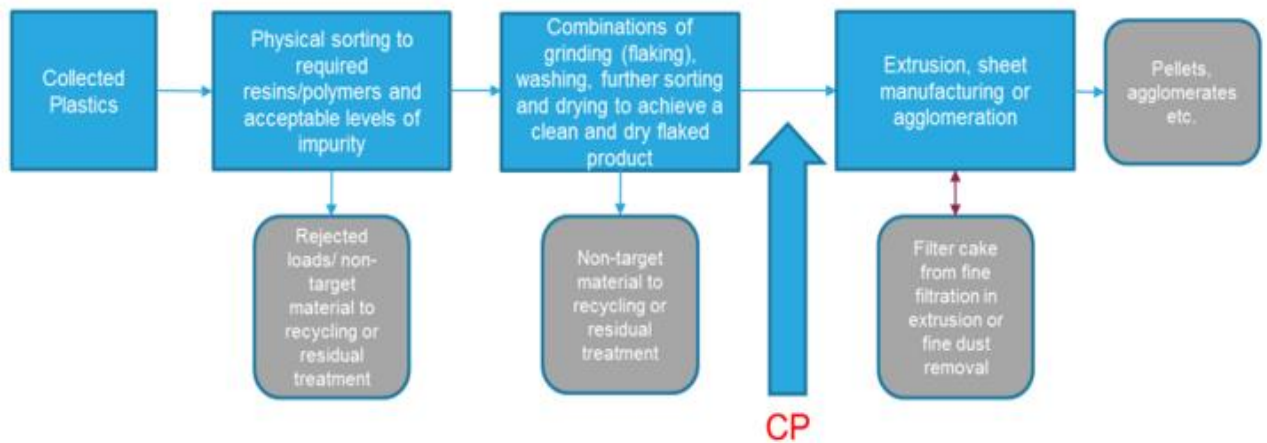 Collected
Plastics
Physical sorting to
required
resins/polymers and
acceptable levels of
impurity
Combinations of
grinding (flaking),
washing, further sorting
and drying to achieve a
clean and dry flaked
product
Extrusion, sheet
manufacturing or
agglomeration
Pellets,
agglomerates
etc.
Rejected
loads/ non-
target
material to
recycling or
residual
treatment
Non-target
material to
recycling or
residual
treatment
Filter cake
from fine
filtration in
extrusion or
fine dust
removal
CP